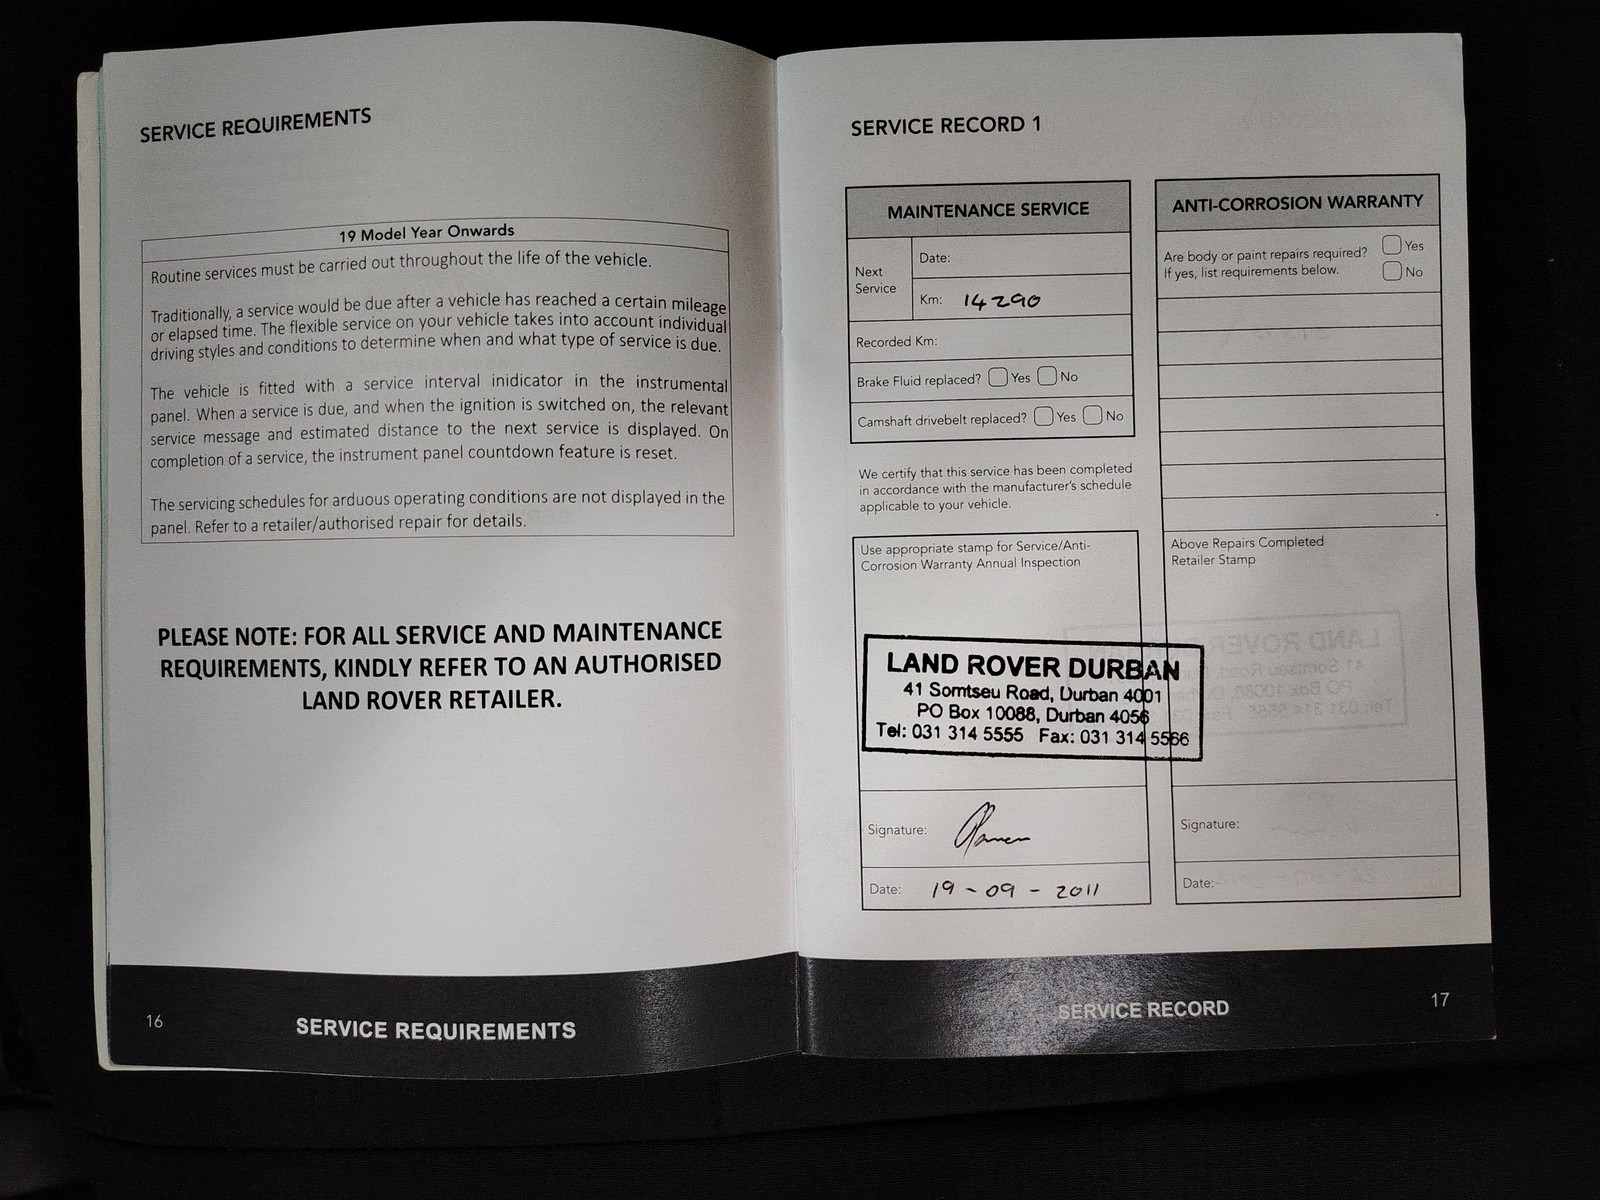 SERVICE REQUIREMENTS
19 Model Year Onwards
Routine services must be carried out throughout the life of the vehicle.
Traditionally, a service would be due after a vehicle has reached a certain mileage
or elapsed time. The flexible service on your vehicle takes into account individual
driving styles and conditions to determine when and what type of service is due.
The vehicle is fitted with a service interval inidicator in the instrumental
panel. When a service is due, and when the ignition is switched on, the relevant
service message and estimated distance to the next service is displayed. On
completion of a service, the instrument panel countdown feature is reset.
The servicing schedules for arduous operating conditions are not displayed in the
panel. Refer to a retailer/authorised repair for details.
PLEASE NOTE: FOR ALL SERVICE AND MAINTENANCE
REQUIREMENTS, KINDLY REFER TO AN AUTHORISED
LAND ROVER RETAILER.
16
SERVICE REQUIREMENTS
SERVICE RECORD 1
MAINTENANCE SERVICE
Next
Service
Date:
Km: 14290
Recorded Km:
Brake Fluid replaced? Yes No
Camshaft drivebelt replaced? Yes No
We certify that this service has been completed
in accordance with the manufacturer's schedule
applicable to your vehicle.
Use appropriate stamp for Service/Anti-
Corrosion Warranty Annual Inspection
LAND ROVER DURBAN
41 Somtseu Road, Durban 4001
PO Box 10088, Durban 4056
Tel: 031 314 5555 Fax: 031 314 5566
Signature:
Date: 19-09-2011
ANTI-CORROSION WARRANTY
Are body or paint repairs required? Yes
If yes, list requirements below. No
Above Repairs Completed
Retailer Stamp
Signature:
Date:
SERVICE RECORD
17